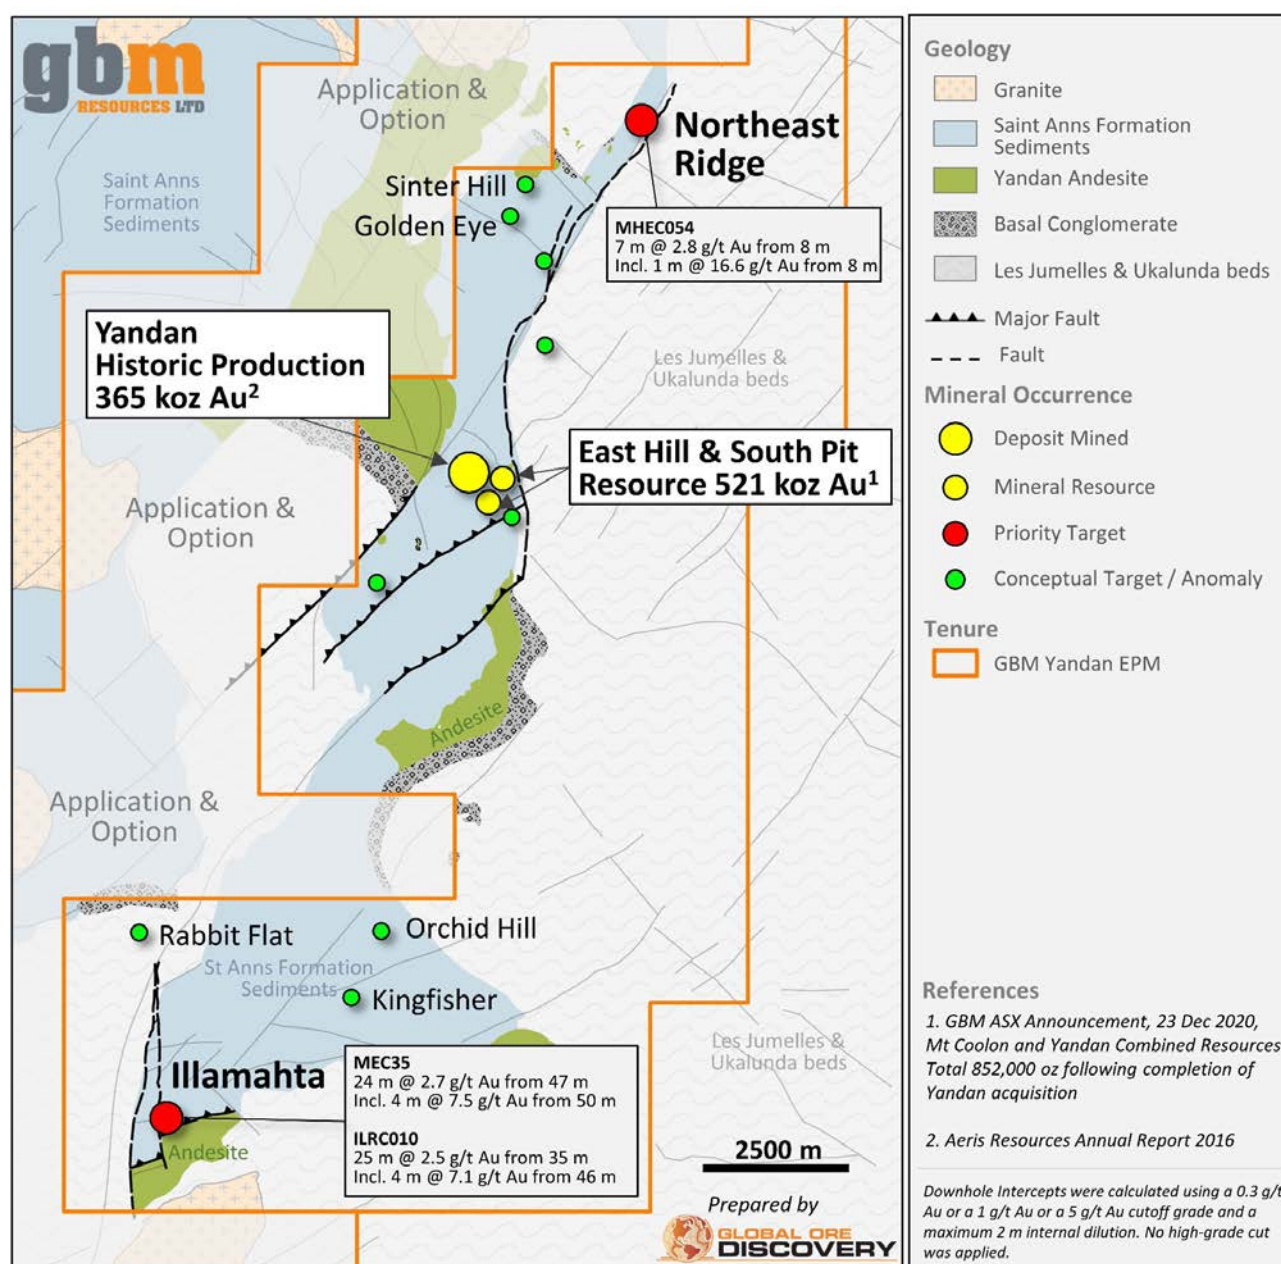 gbm
RESOURCES LTD
Application &
Option
Northeast
Ridge
Saint Anns
Formation
Sediments
Sinter Hill
Golden Eye
MHEC054
7 m @ 2.8 g/t Au from 8 m
Incl. 1 m @ 16.6 g/t Au from 8 m
Yandan
Historic Production
365 koz Au2
Les Jumelles &
Ukalunda beds
East Hill & South Pit
Resource 521 koz Au1
Application &
Option
Andesite
Application &
Option
Rabbit Flat
Orchid Hill
St Anns Formation
Sediments
Kingfisher
Les Jumelles &
Ukalunda beds
Illamahta
MEC35
24 m @ 2.7 g/t Au from 47 m
Incl. 4 m @ 7.5 g/t Au from 50 m
ILRC010
25 m @ 2.5 g/t Au from 35 m
Incl. 4 m @ 7.1 g/t Au from 46 m
Andesite
2500 m
Prepared by
GLOBAL ORE
DISCOVERY
Geology
Granite
Saint Anns Formation
Sediments
Yandan Andesite
Basal Conglomerate
Les Jumelles & Ukalunda beds
Major Fault
Fault
Mineral Occurrence
Deposit Mined
Mineral Resource
Priority Target
Conceptual Target / Anomaly
Tenure
GBM Yandan EPM
References
1. GBM ASX Announcement, 23 Dec 2020,
Mt Coolon and Yandan Combined Resources
Total 852,000 oz following completion of
Yandan acquisition
2. Aeris Resources Annual Report 2016
Downhole Intercepts were calculated using a 0.3 g/t
Au or a 1 g/t Au or a 5 g/t Au cutoff grade and a
maximum 2 m internal dilution. No high-grade cut
was applied.